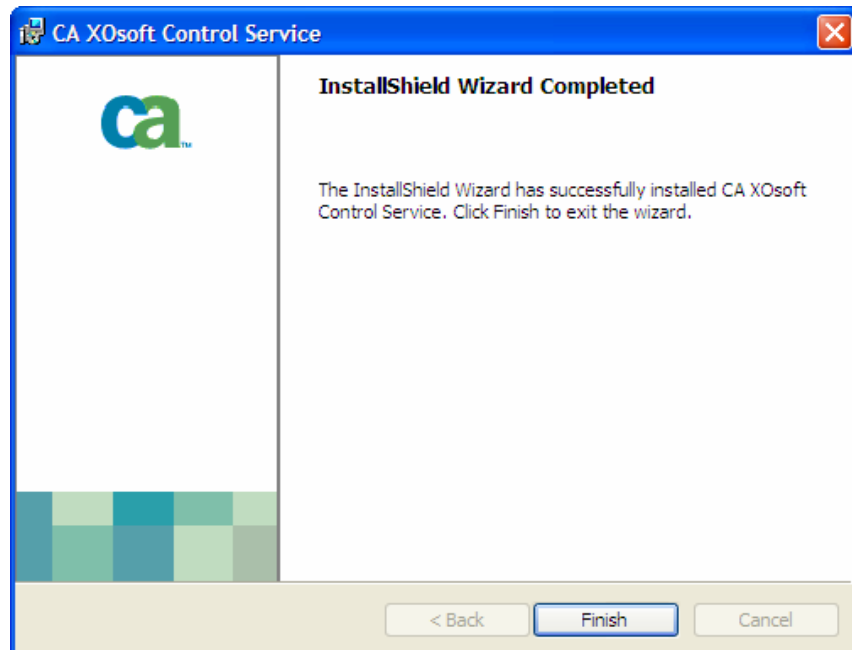 CA XOsoft Control Service
ca
InstallShield Wizard Completed
The InstallShield Wizard has successfully installed CA XOsoft
Control Service. Click Finish to exit the wizard.
< Back
Finish
Cancel